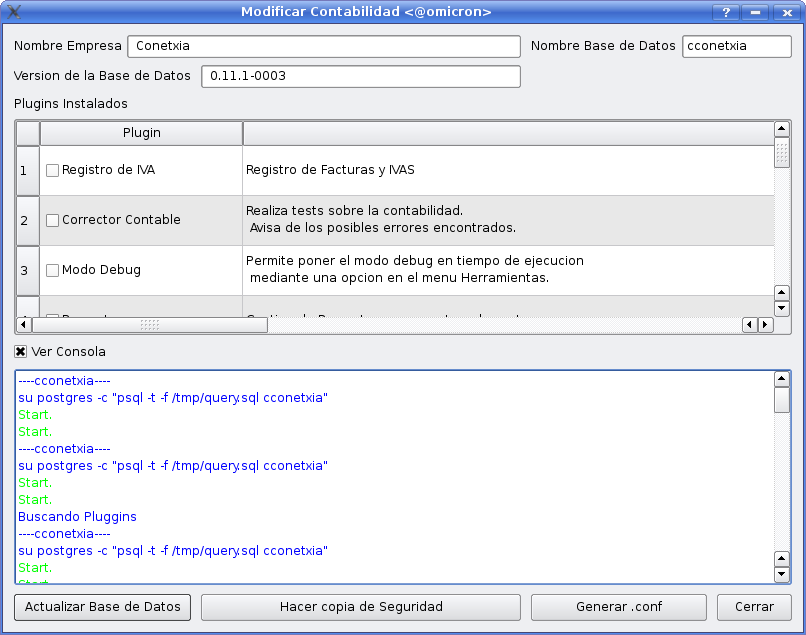 Modificar Contabilidad <@omicron>
Nombre Empresa Conetxia Nombre Base de Datos cconetxia
Version de la Base de Datos 0.11.1-0003
Plugins Instalados
Plugin
1 Registro de IVA Registro de Facturas y IVAS
2 Corrector Contable Realiza tests sobre la contabilidad.
Avisa de los posibles errores encontrados.
3 Modo Debug Permite poner el modo debug en tiempo de ejecucion
mediante una opcion en el menu Herramientas.
Ver Consola
----cconetxia----
su postgres -c "psql -t -f /tmp/query.sql cconetxia"
Start.
Start.
----cconetxia----
su postgres -c "psql -t -f /tmp/query.sql cconetxia"
Start.
Start.
Buscando Pluggins
----cconetxia----
su postgres -c "psql -t -f /tmp/query.sql cconetxia"
Start.
Start.
Actualizar Base de Datos Hacer copia de Seguridad Generar .conf Cerrar